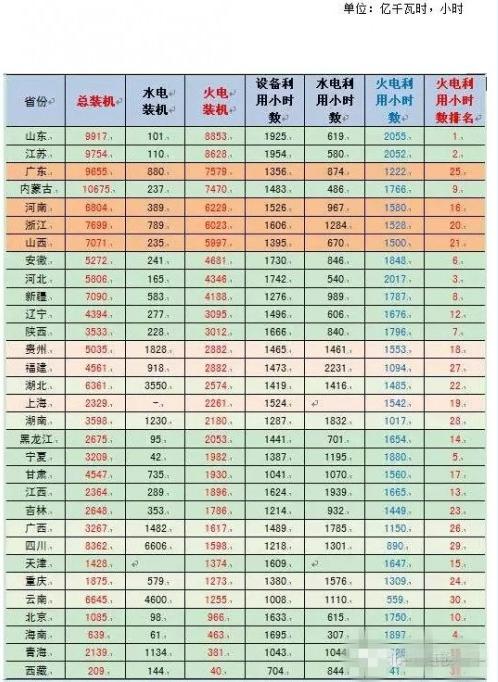 单位：亿千瓦时，小时
省份 总装机 水电装机 火电装机 设备利用小时数 水电利用小时数 火电利用小时数 火电利用小时数排名
山东 9917 101 8853 1925 619 2055 1
江苏 9754 110 8628 1954 580 2052 2
广东 9655 880 7579 1356 874 1222 25
内蒙古 10675 237 7470 1483 486 1766 9
河南 6804 389 6229 1526 967 1580 16
浙江 7699 789 6023 1606 1284 1528 20
山西 7071 235 5997 1395 670 1500 21
安徽 5272 241 4681 1730 846 1848 6
河北 5806 165 4346 1742 540 2017 3
新疆 7090 583 4188 1276 989 1787 8
辽宁 4394 277 3095 1496 606 1676 12
陕西 3533 228 3012 1666 840 1796 7
贵州 5035 1828 2882 1465 1461 1553 18
福建 4561 918 2882 1473 2231 1094 27
湖北 6361 3550 2574 1419 1416 1485 22
上海 2329 - 2261 1524 1542 19
湖南 3598 1230 2180 1287 1832 1017 28
黑龙江 2675 95 2053 1441 701 1654 14
宁夏 3209 42 1982 1387 1195 1880 5
甘肃 4547 735 1930 1041 1070 1560 17
江西 2364 289 1896 1624 1939 1665 13
吉林 2648 353 1786 1214 932 1449 23
广西 3267 1482 1617 1489 1785 1150 26
四川 8362 6606 1598 1218 1301 890 29
天津 1428 1374 1609 1647 15
重庆 1875 579 1273 1380 1576 1309 24
云南 6645 4600 1255 1008 1110 559 30
北京 1085 98 966 1633 615 1750 10
海南 639 61 463 1695 307 1897 4
青海 2139 1134 381 1043 1044
西藏 209 144 40 704 844 41